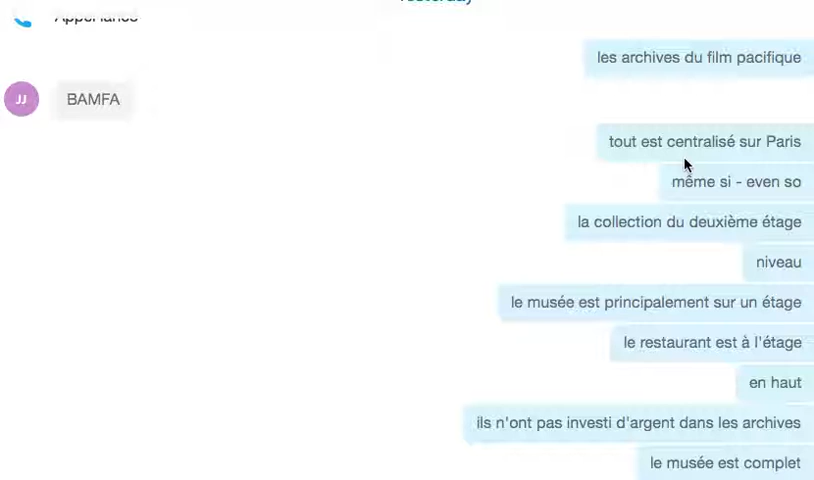 Yesterday
les archives du film pacifique
JJ
BAMFA
tout est centralisé sur Paris
même si - even so
la collection du deuxième étage
niveau
le musée est principalement sur un étage
le restaurant est à l'étage
en haut
ils n'ont pas investi d'argent dans les archives
le musée est complet